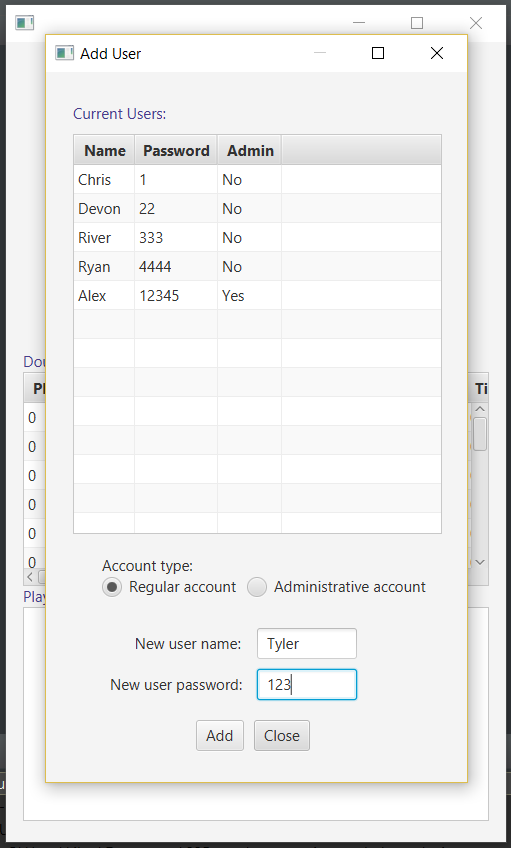 Add User
Current Users:
Name Password Admin
Chris 1 No
Devon 22 No
River 333 No
Ryan 4444 No
Alex 12345 Yes
Account type:
Regular account Administrative account
New user name: Tyler
New user password: 123
Add Close
Dou
Pl Ti
0
0
0
0
0
0
Play